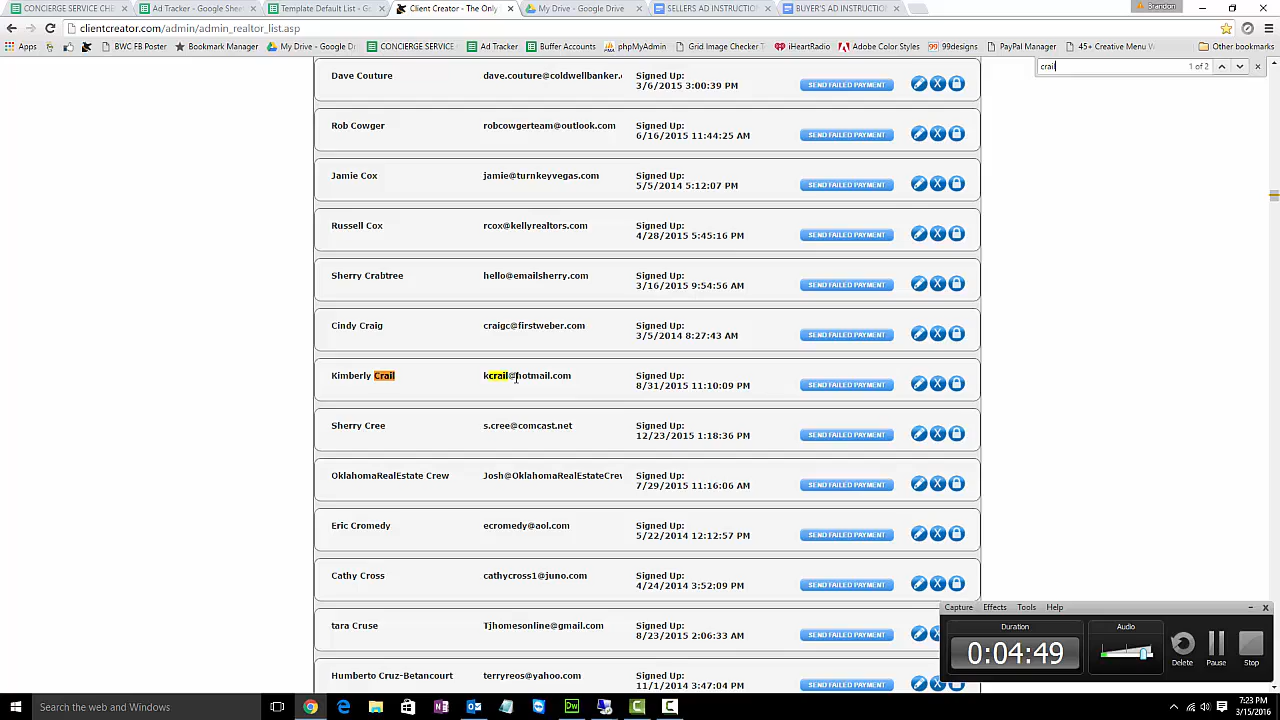 CONCIERGE SERVICE CHE
Ad Tracker - Google Shee
Template Default List - Go
Client Creator - The Only
My Drive - Google Drive
SELLERS AD INSTRUCTION
BUYER'S AD INSTRUCTION
Brandon
clientcreator.com/admin/admin_realtor_list.asp
Apps
BWC FB Poster
Bookmark Manager
My Drive - Google D
CONCIERGE SERVICE
Ad Tracker
Buffer Accounts
phpMyAdmin
Grid image Checker T
iHeartRadio
Adobe Color Styles
99designs
PayPal Manager
45+ Creative Menu W
Other bookmarks
crail
1 of 2
Dave Couture dave.couture@coldwellbanker. Signed Up:
3/6/2015 3:00:39 PM SEND FAILED PAYMENT X
Rob Cowger robcowgerteam@outlook.com Signed Up:
6/16/2015 11:44:25 AM SEND FAILED PAYMENT X
Jamie Cox jamie@turnkeyvegas.com Signed Up:
5/5/2014 5:12:07 PM SEND FAILED PAYMENT X
Russell Cox rcox@kellyrealtors.com Signed Up:
4/28/2015 5:45:16 PM SEND FAILED PAYMENT X
Sherry Crabtree hello@emailsherry.com Signed Up:
3/16/2015 9:54:56 AM SEND FAILED PAYMENT X
Cindy Craig craigc@firstweber.com Signed Up:
3/5/2014 8:27:43 AM SEND FAILED PAYMENT X
Kimberly Crail kcrail@hotmail.com Signed Up:
8/31/2015 11:10:09 PM SEND FAILED PAYMENT X
Sherry Cree s.cree@comcast.net Signed Up:
12/23/2015 1:18:36 PM SEND FAILED PAYMENT X
OklahomaRealEstate Crew Josh@OklahomaRealEstateCrev Signed Up:
7/29/2015 11:16:06 AM SEND FAILED PAYMENT X
Eric Cromedy ecromedy@aol.com Signed Up:
5/22/2014 12:12:57 PM SEND FAILED PAYMENT X
Cathy Cross cathycross1@juno.com Signed Up:
4/24/2014 3:52:09 PM SEND FAILED PAYMENT X
tara Cruse Tjhomesonline@gmail.com Signed Up:
8/23/2015 2:06:33 AM SEND FAILED PAYMENT
Humberto Cruz-Betancourt terryreos@yahoo.com Signed Up:
11/1/2014 3:47:04 PM SEND FAILED PAYMENT
Capture Effects Tools Help
Duration
0:04:49
Audio
Delete Pause Stop
Search the web and Windows
7:23 PM
3/15/2016